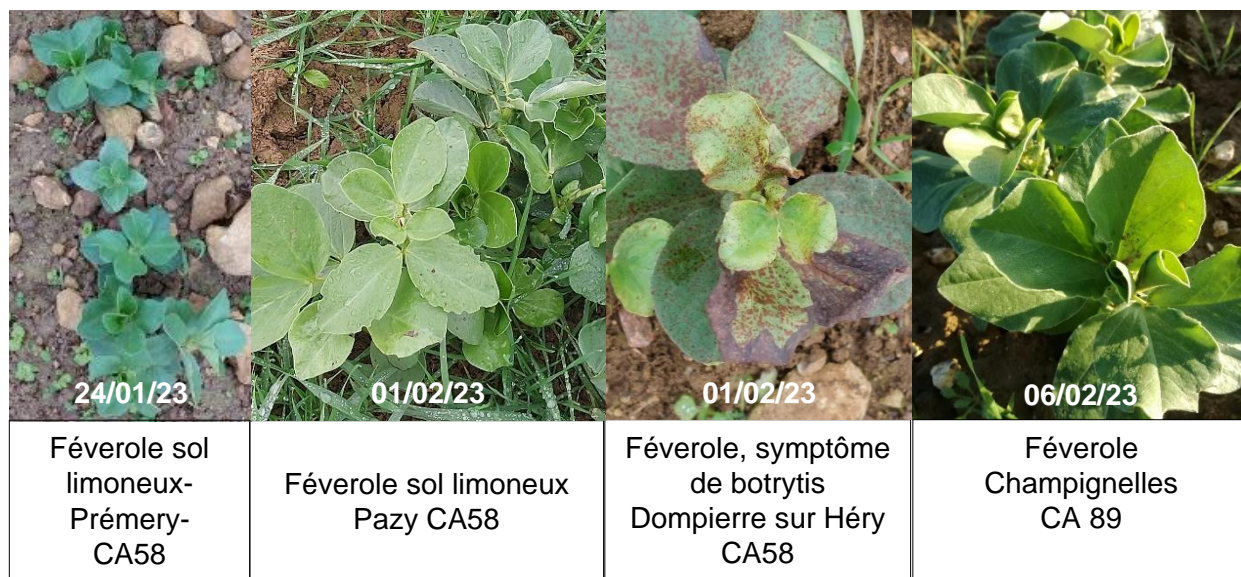 24/01/23
01/02/23
01/02/23
06/02/23
Féverole sol
limoneux-
Prémery-
CA58
Féverole sol limoneux
Pazy CA58
Féverole, symptôme
de botrytis
Dompierre sur Héry
CA58
Féverole
Champignelles
CA 89